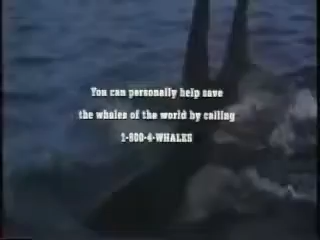 You can personally help save
the whales of the world by calling
1-800-4-WHALES